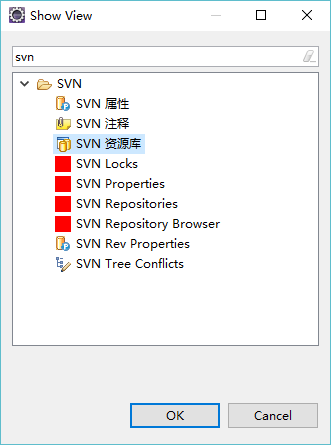 Show View
svn
SVN
SVN 属性
SVN 注释
SVN 资源库
SVN Locks
SVN Properties
SVN Repositories
SVN Repository Browser
SVN Rev Properties
SVN Tree Conflicts
OK
Cancel